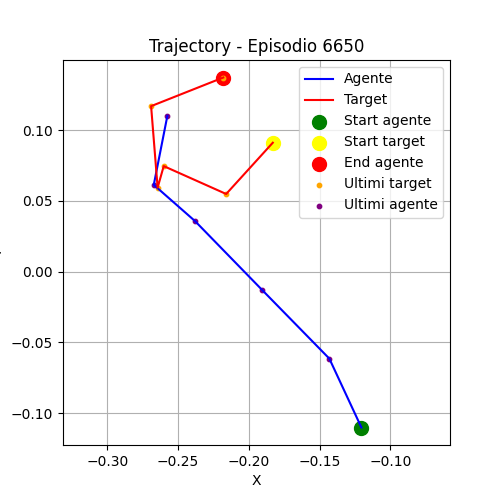 Trajectory - Episodio 6650
Agente
Target
Start agente
Start target
End agente
Ultimi target
Ultimi agente
0.10
0.05
0.00
−0.05
−0.10
−0.30
−0.25
−0.20
−0.15
−0.10
X